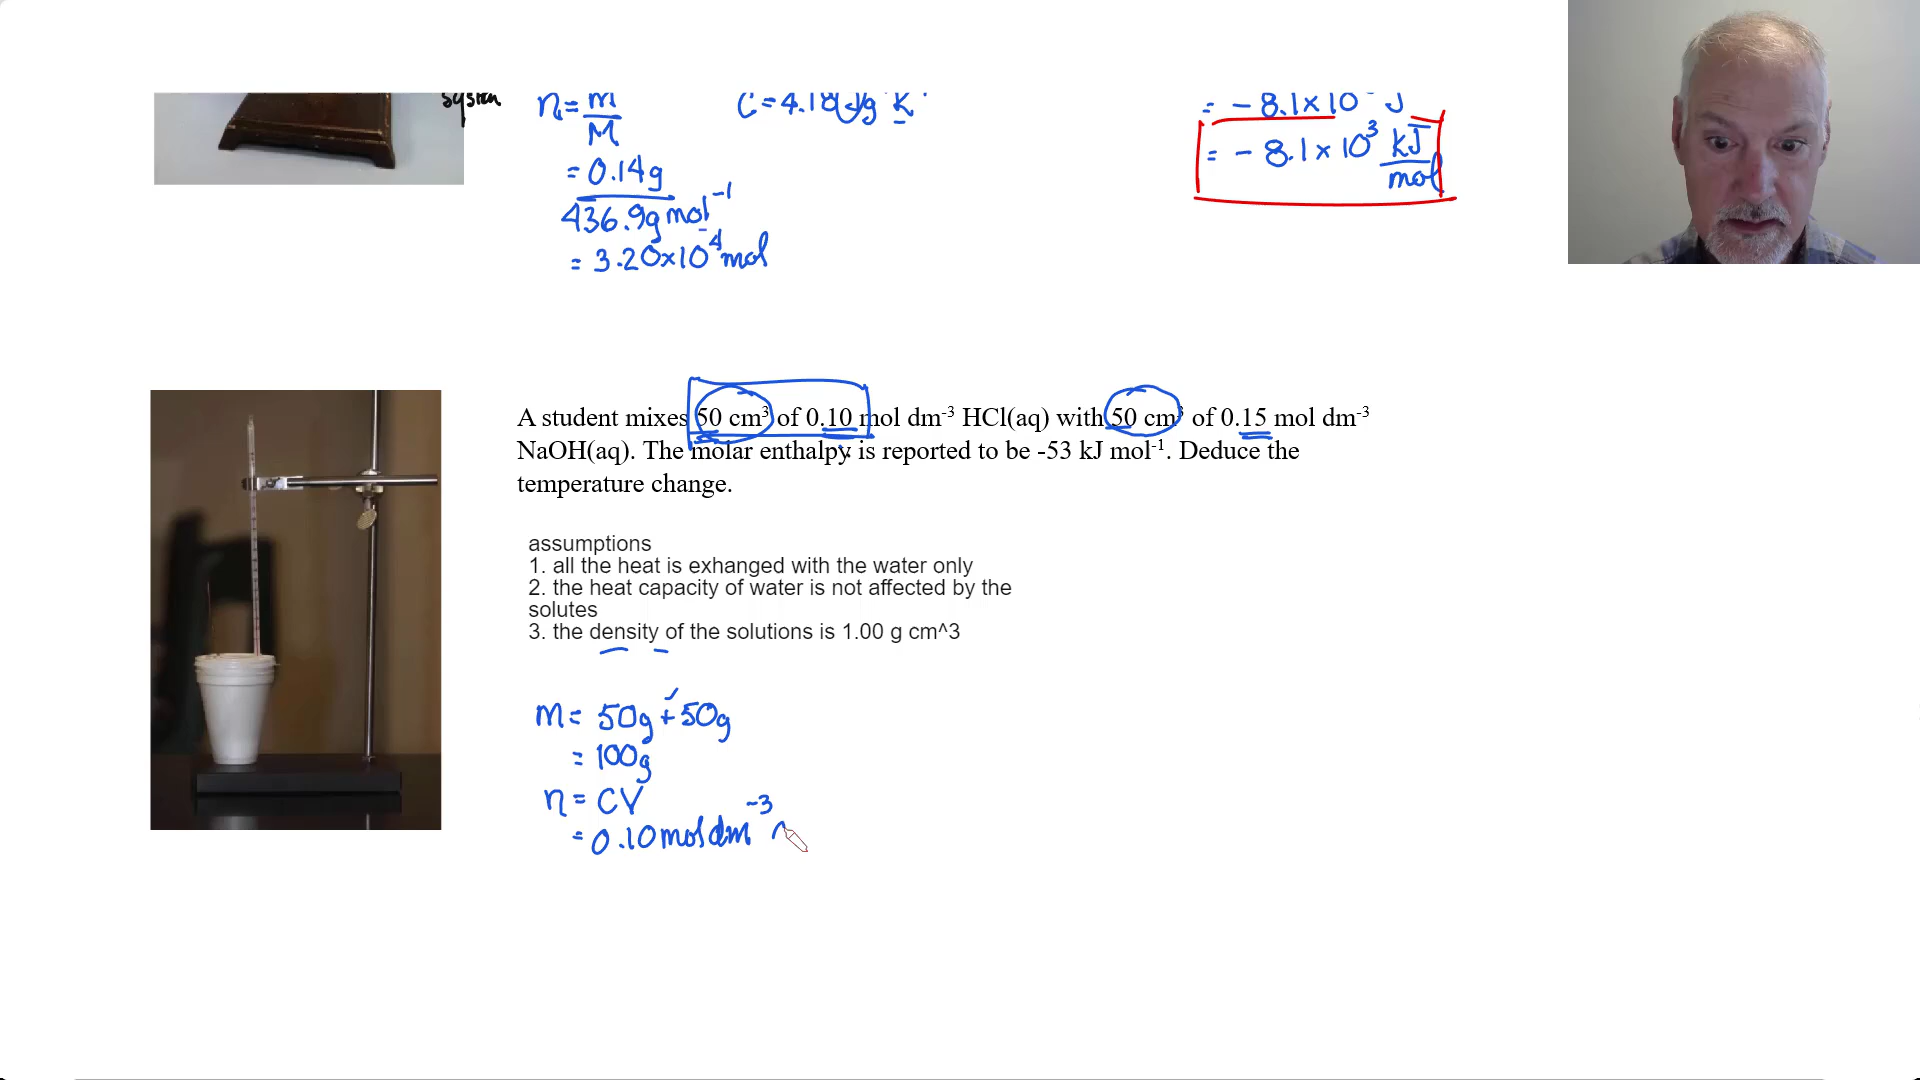 system
n = m
M
= 0.14g
436.9g mol⁻¹
= 3.20×10⁴ mol
C = 4.18 J/g K
= - 8.1 × 10 J
= - 8.1 × 10³ kJ
mol
A student mixes 50 cm³ of 0.10 mol dm⁻³ HCl(aq) with 50 cm³ of 0.15 mol dm⁻³
NaOH(aq). The molar enthalpy is reported to be -53 kJ mol⁻¹. Deduce the
temperature change.
assumptions
1. all the heat is exhanged with the water only
2. the heat capacity of water is not affected by the
solutes
3. the density of the solutions is 1.00 g cm^3
m = 50g + 50g
= 100g
n = CV
= 0.10 mol dm⁻³